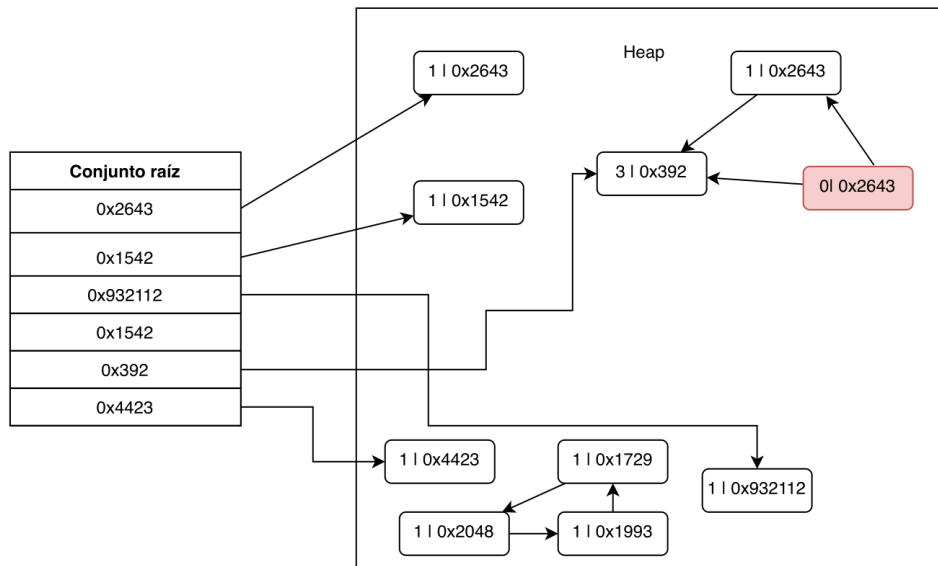 Heap
1 | 0x2643
1 | 0x2643
Conjunto raíz
3 | 0x392
0| 0x2643
0x2643
1 | 0x1542
0x1542
0x932112
0x1542
0x392
0x4423
1 | 0x4423
1 | 0x1729
1 | 0x932112
1 | 0x2048
1 | 0x1993